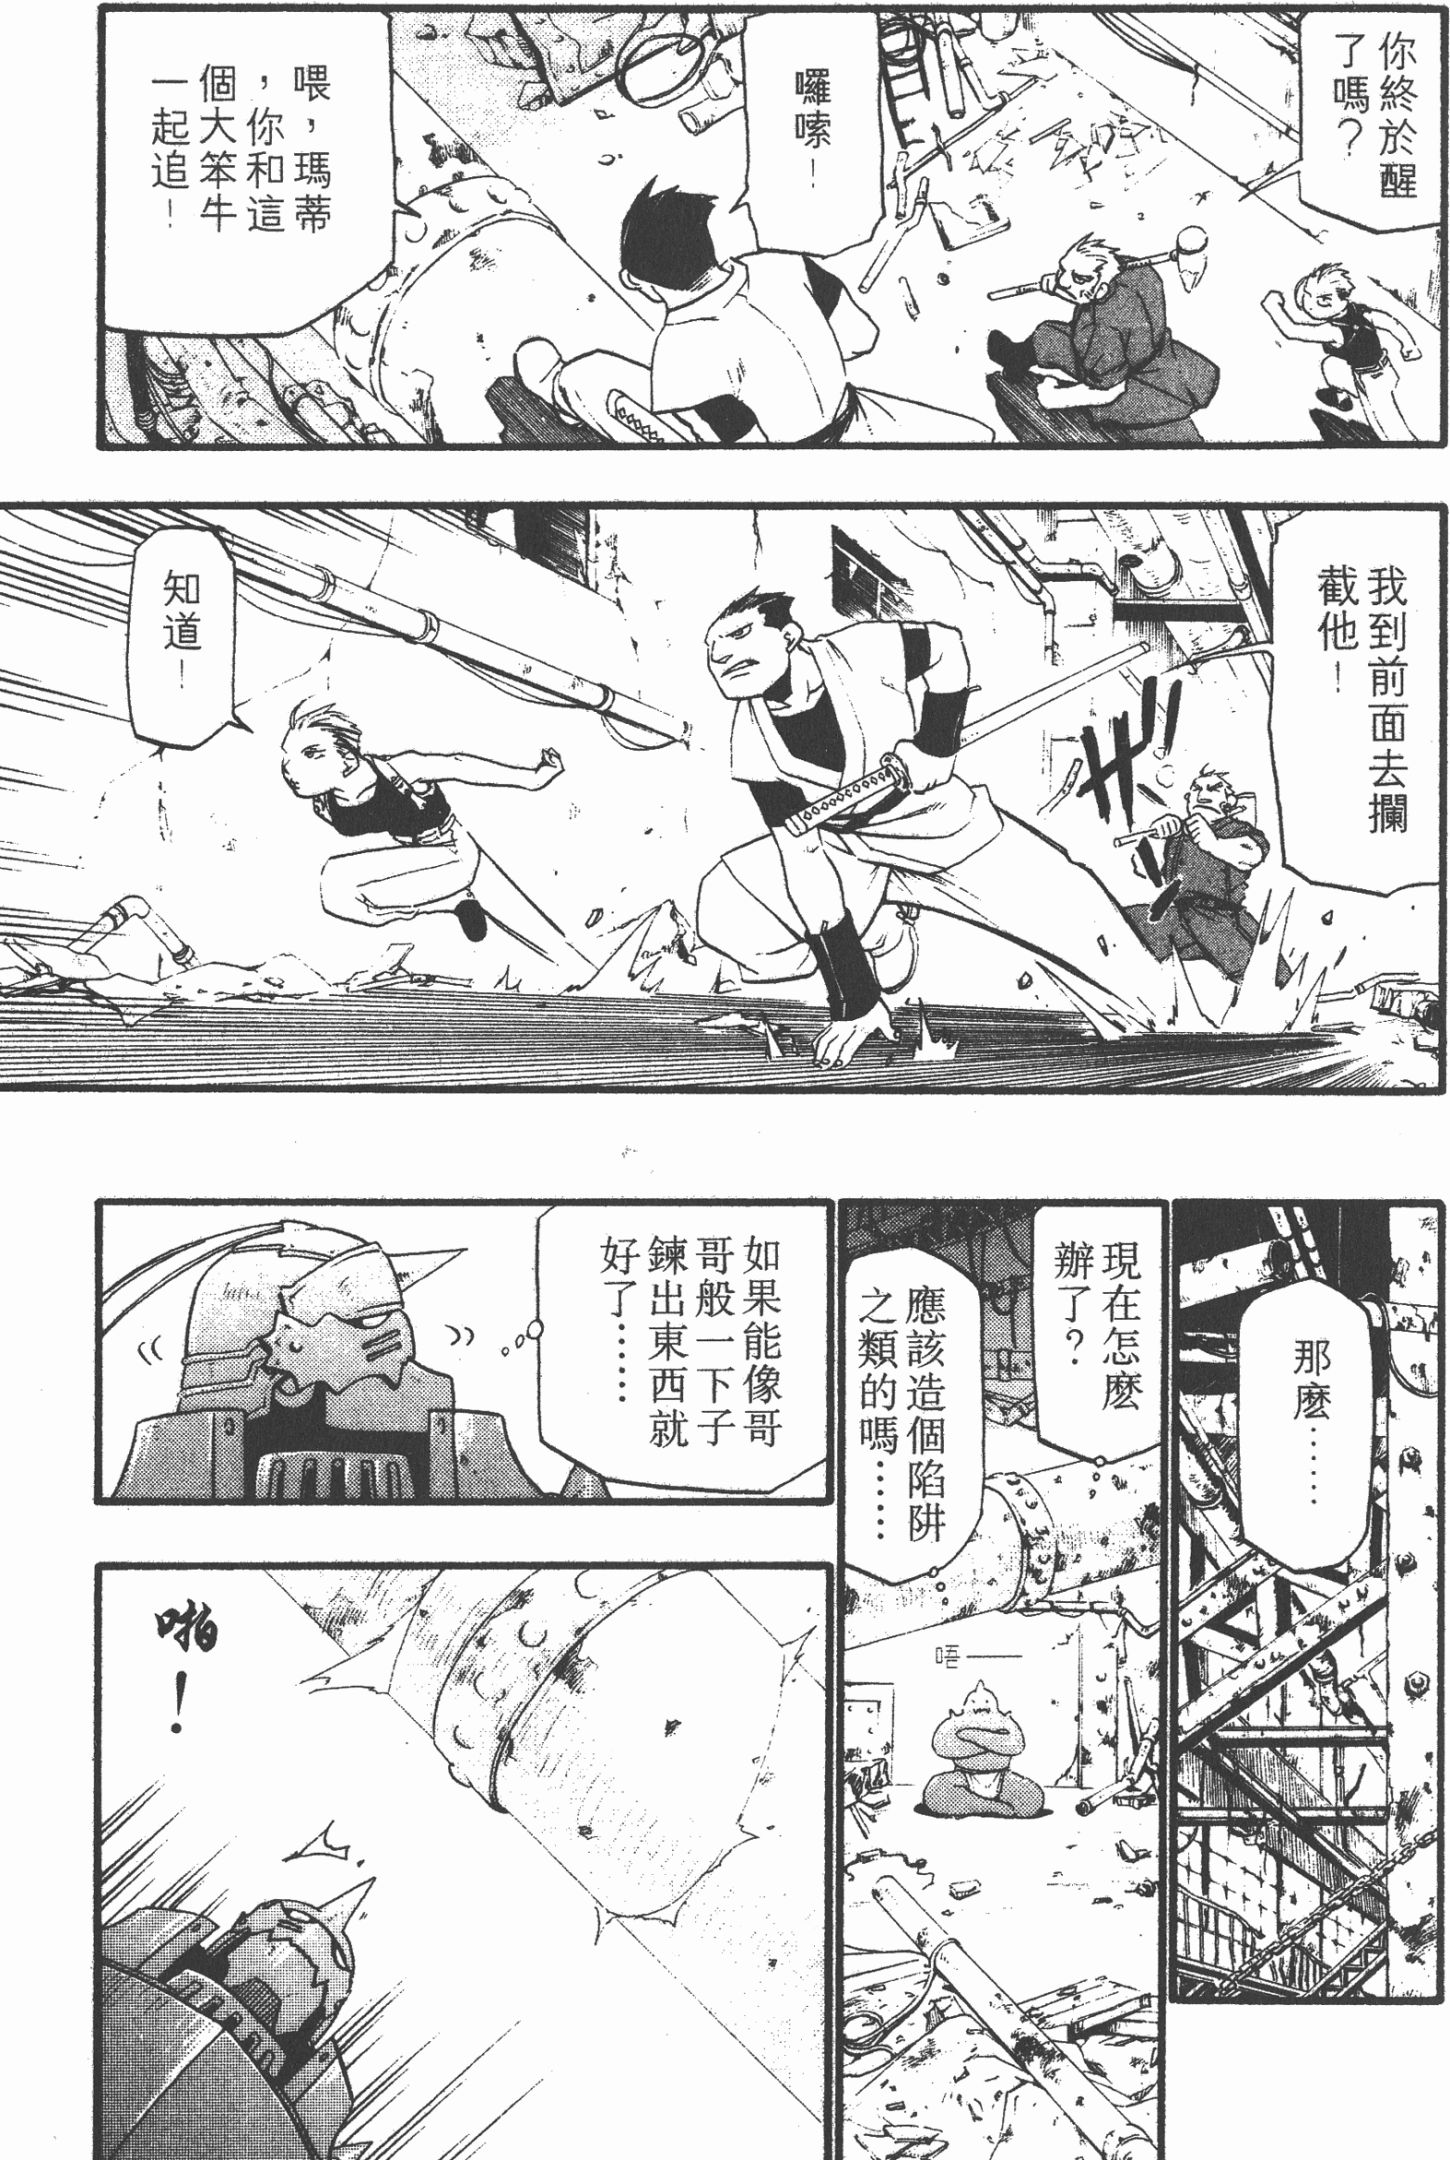 你終於醒
了嗎？
囉嗦！
喂，瑪蒂
，你和這
個大笨牛
一起追！
我到前面去攔
截他！
ザザ
知道！
那麼……
現在怎麼
辦了？
應該造個陷阱
之類的嗎……
唔——
如果能像哥
哥般一下子
鍊出東西就
好了……
啪！